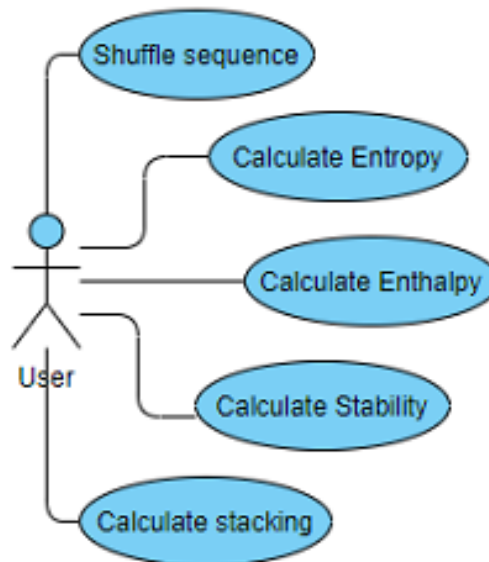 Shuffle sequence
Calculate Entropy
Calculate Enthalpy
User
Calculate Stability
Calculate stacking